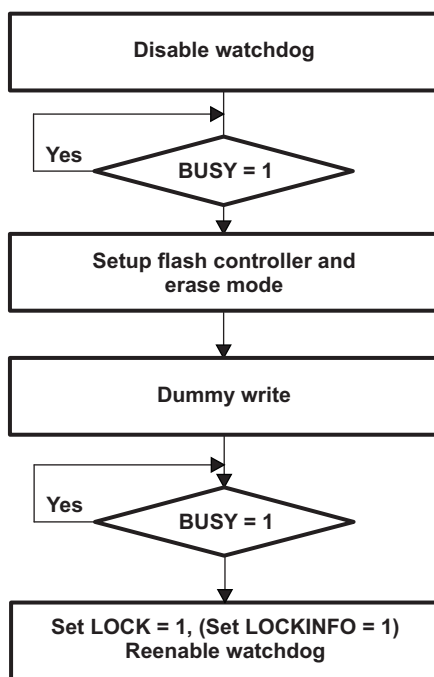 Disable watchdog
Yes
BUSY = 1
Setup flash controller and
erase mode
Dummy write
Yes
BUSY = 1
Set LOCK = 1, (Set LOCKINFO = 1)
Reenable watchdog